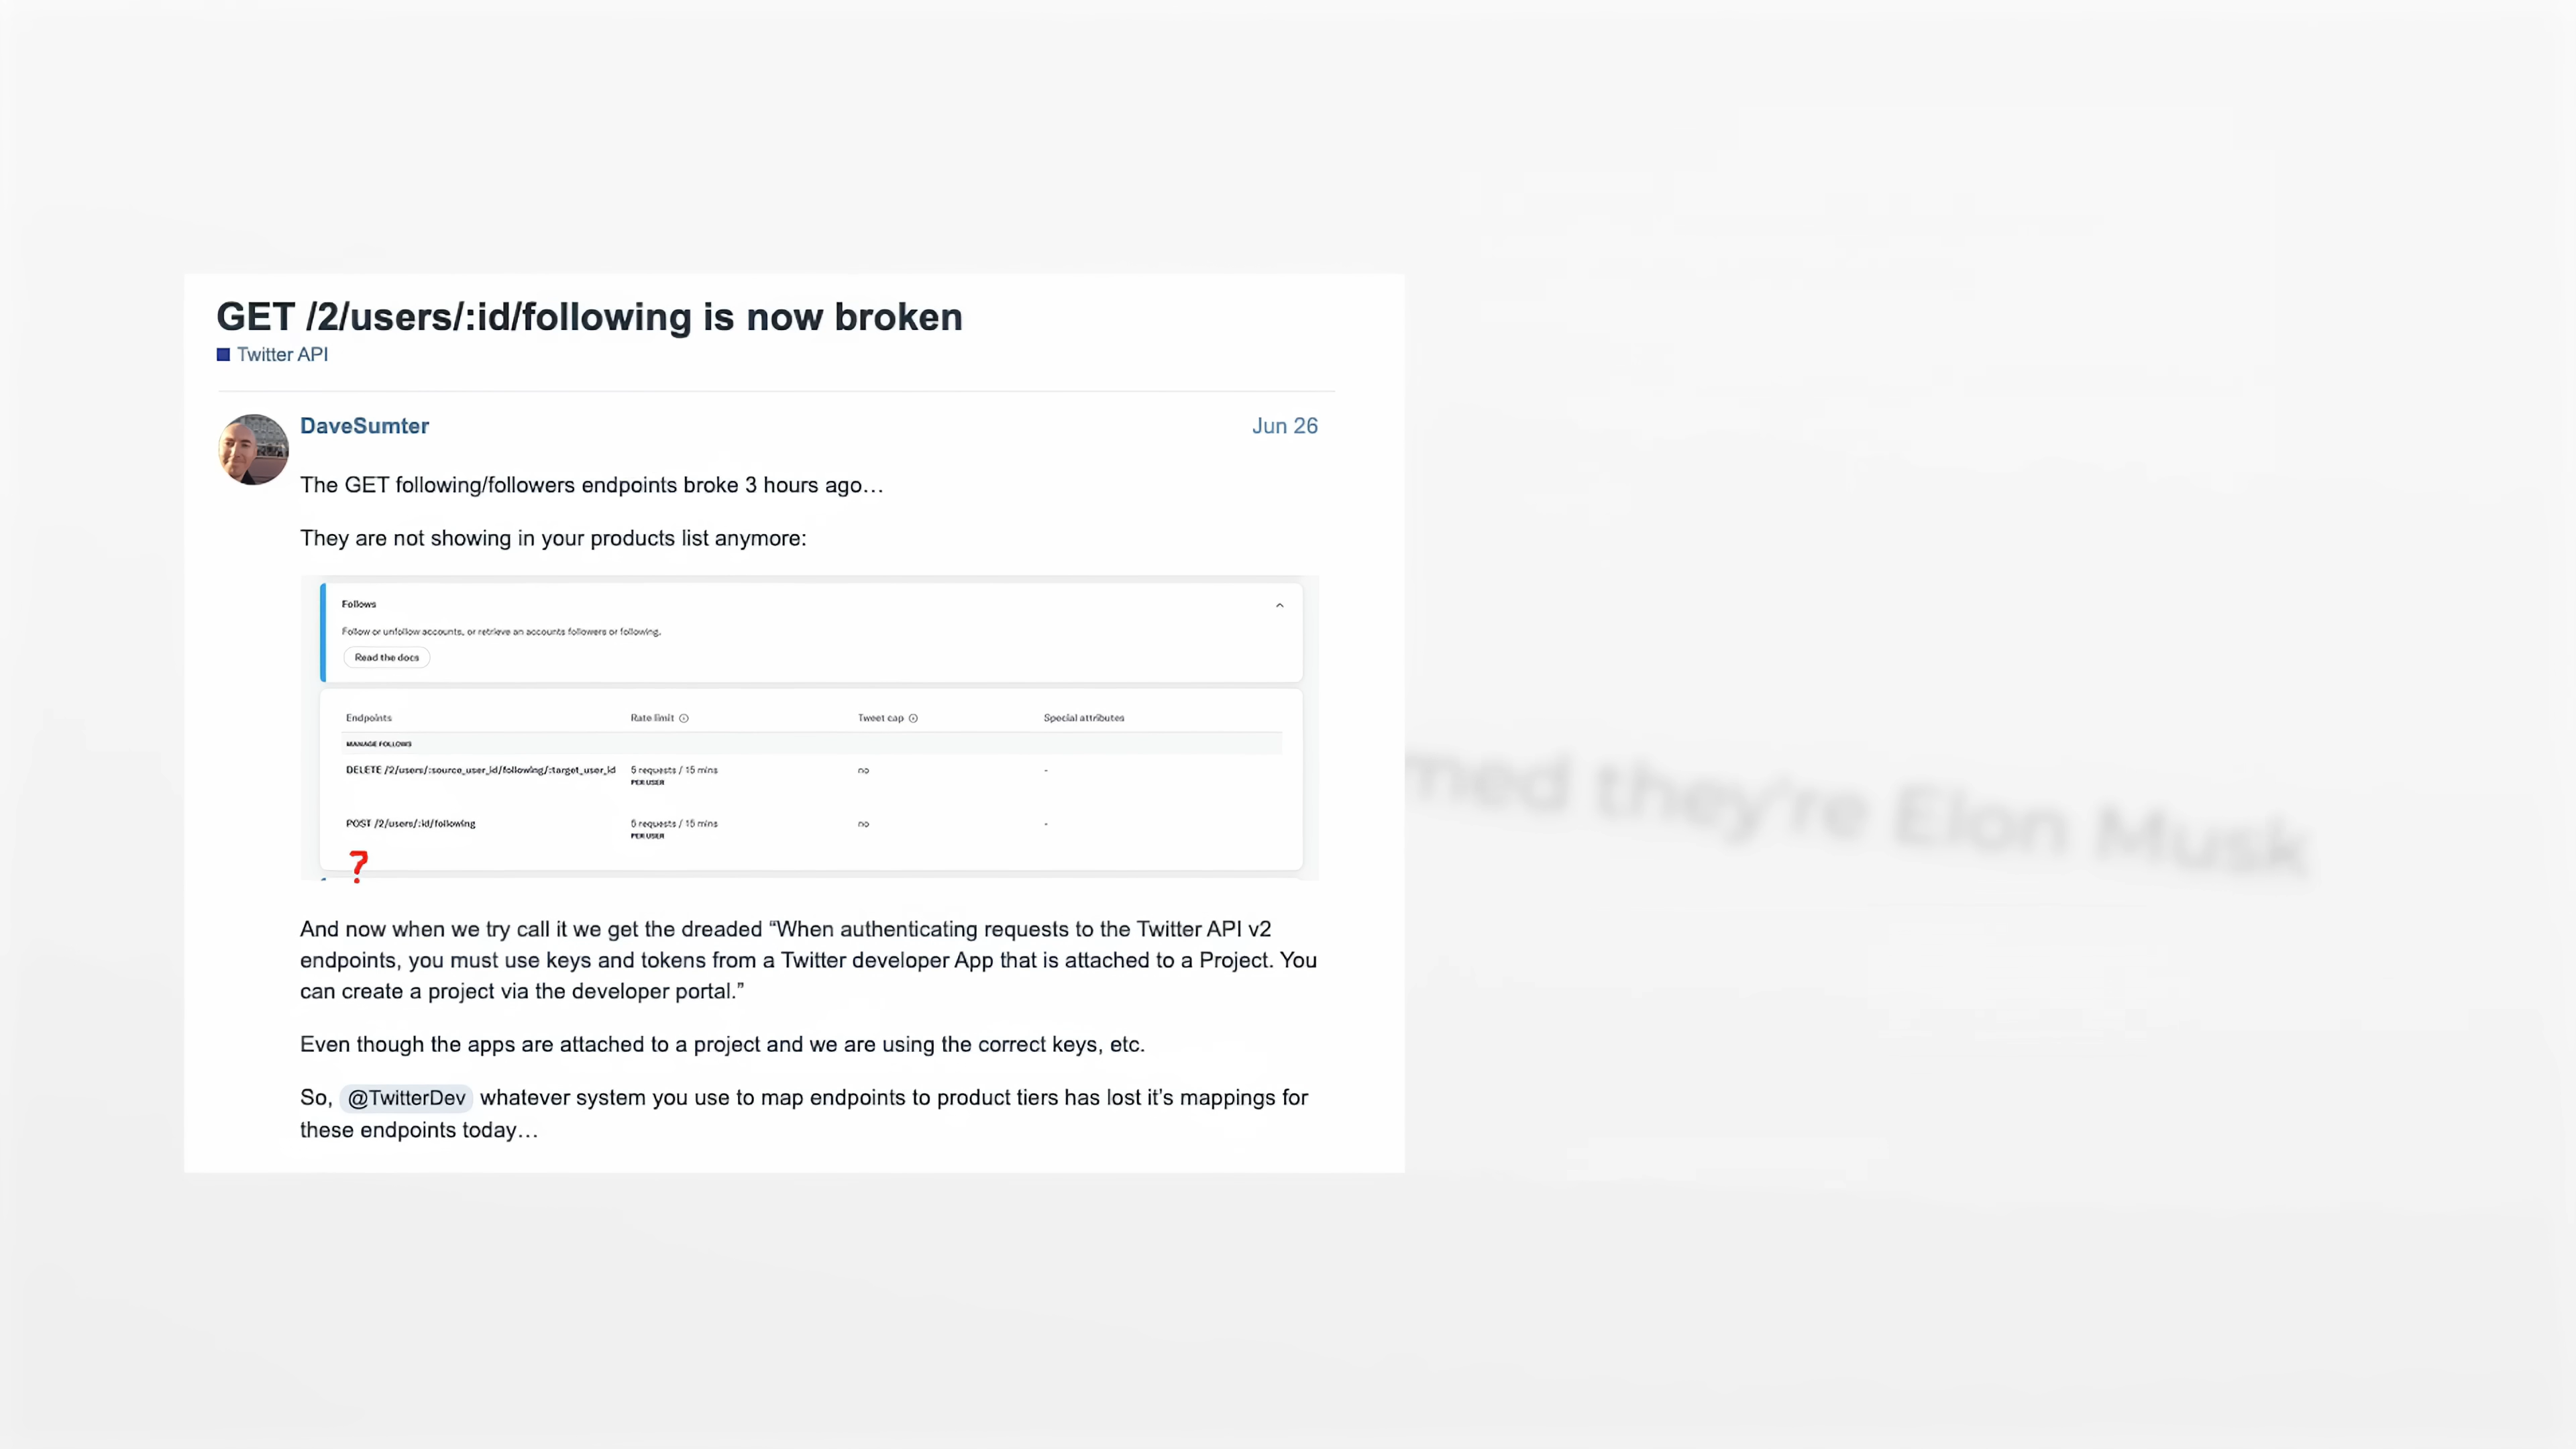 GET /2/users/:id/following is now broken
Twitter API
DaveSumter
Jun 26
The GET following/followers endpoints broke 3 hours ago…
They are not showing in your products list anymore:
Follows
Follow or unfollow accounts, or retrieve an accounts followers or following.
Read the docs
Endpoints Rate limit Tweet cap Special attributes
MANAGE FOLLOWS
DELETE /2/users/:source_user_id/following/:target_user_id 5 requests / 15 mins no -
PER USER
POST /2/users/:id/following 5 requests / 15 mins no -
PER USER
?
And now when we try call it we get the dreaded “When authenticating requests to the Twitter API v2
endpoints, you must use keys and tokens from a Twitter developer App that is attached to a Project. You
can create a project via the developer portal.”
Even though the apps are attached to a project and we are using the correct keys, etc.
So, @TwitterDev whatever system you use to map endpoints to product tiers has lost it’s mappings for
these endpoints today…
they're Elon Musk